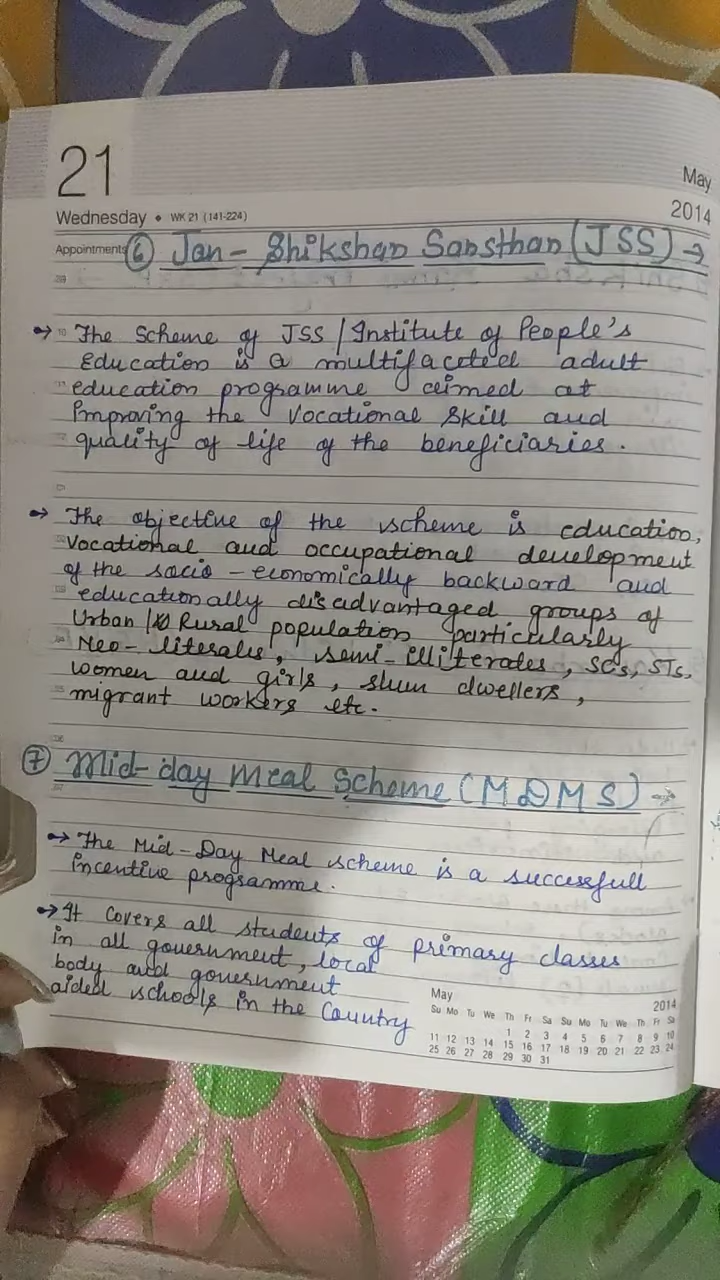 21
May
Wednesday • WK 21 (141-224)
2014
Appointments
⑥ Jan - Shikshan Sansthan (JSS) →
→ The Scheme of JSS / Institute of People's
Education is a multifaceted adult
education programme aimed at
improving the Vocational Skill and
quality of life of the beneficiaries.
→ The objective of the scheme is education,
Vocational and occupational development
of the socio - economically backward and
educationally disadvantaged groups of
Urban / Rural population particularly
Neo - literates, semi - illiterates, SCs, STs,
women and girls, slum dwellers,
migrant workers etc.
⑦ Mid - day Meal Scheme (MDMS) →
→ The Mid - Day Meal scheme is a successfull
incentive programme.
→ It Covers all students of primary classes
in all government, local
body and government
aided schools in the Country
May 2014
Su Mo Tu We Th Fr Sa Su Mo Tu We Th Fr Sa
1 2 3 4 5 6 7 8 9 10
11 12 13 14 15 16 17 18 19 20 21 22 23 24
25 26 27 28 29 30 31